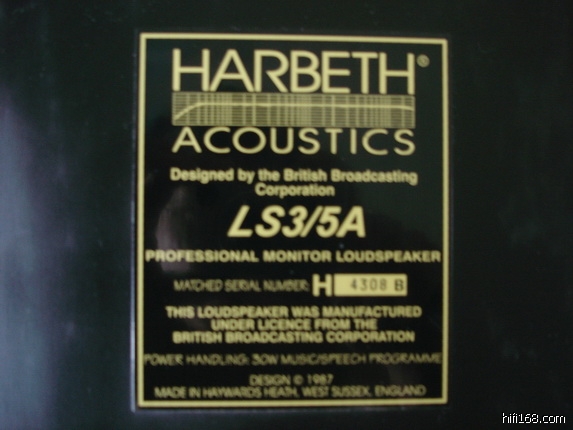 HARBETH®
ACOUSTICS
Designed by the British Broadcasting
Corporation
LS3/5A
PROFESSIONAL MONITOR LOUDSPEAKER
MATCHED SERIAL NUMBER: H 4308 B
THIS LOUDSPEAKER WAS MANUFACTURED
UNDER LICENCE FROM THE
BRITISH BROADCASTING CORPORATION
POWER HANDLING: 30W MUSIC/SPEECH PROGRAMME
DESIGN © 1987
MADE IN HAYWARDS HEATH, WEST SUSSEX, ENGLAND
hifi168.com